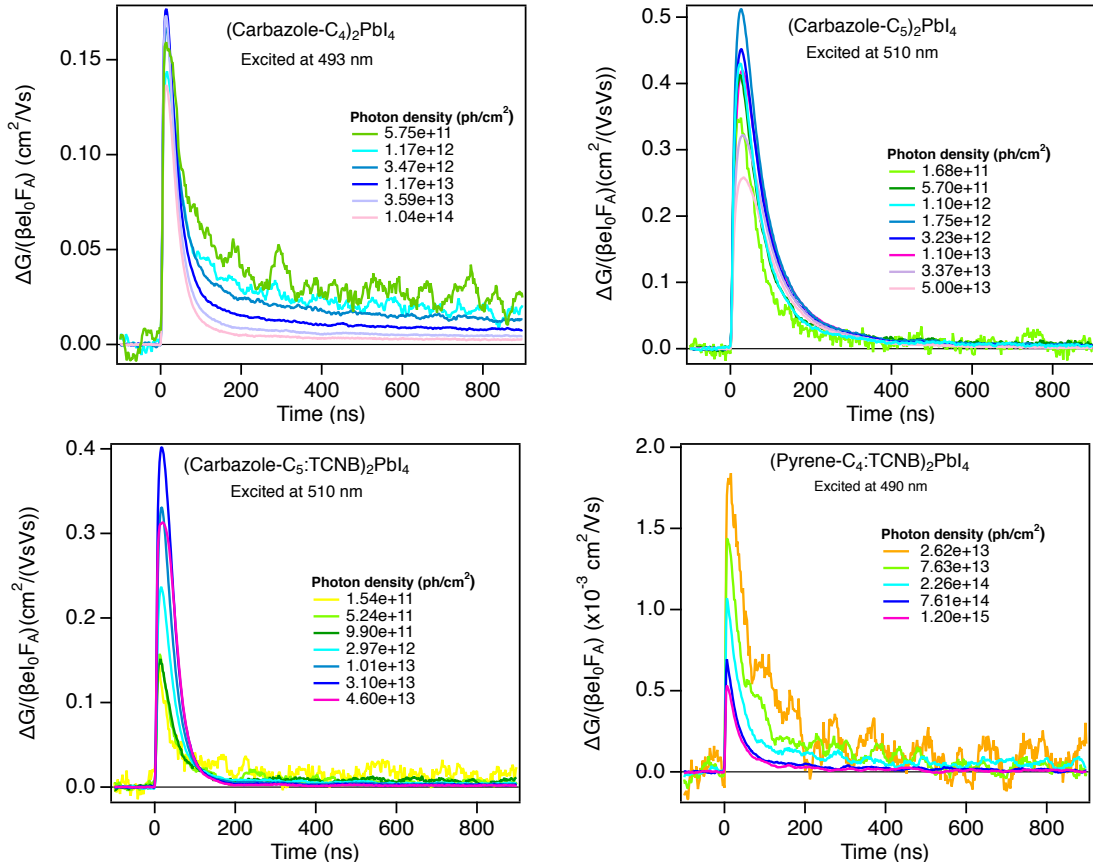 (Carbazole-C4)2PbI4
Excited at 493 nm
Photon density (ph/cm2)
5.75e+11
1.17e+12
3.47e+12
1.17e+13
3.59e+13
1.04e+14
ΔG/(βeI0FA) (cm2/Vs)
0.15
0.10
0.05
0.00
0
200
400
600
800
Time (ns)
(Carbazole-C5)2PbI4
Excited at 510 nm
Photon density (ph/cm2)
1.68e+11
5.70e+11
1.10e+12
1.75e+12
3.23e+12
1.10e+13
3.37e+13
5.00e+13
ΔG/(βeI0FA)(cm2/(VsVs))
0.5
0.4
0.3
0.2
0.1
0.0
0
200
400
600
800
Time (ns)
(Carbazole-C5:TCNB)2PbI4
Excited at 510 nm
Photon density (ph/cm2)
1.54e+11
5.24e+11
9.90e+11
2.97e+12
1.01e+13
3.10e+13
4.60e+13
ΔG/(βeI0FA)(cm2/(VsVs))
0.4
0.3
0.2
0.1
0.0
0
200
400
600
800
Time (ns)
(Pyrene-C4:TCNB)2PbI4
Excited at 490 nm
Photon density (ph/cm2)
2.62e+13
7.63e+13
2.26e+14
7.61e+14
1.20e+15
ΔG/(βeI0FA) (x10-3 cm2/Vs)
2.0
1.5
1.0
0.5
0.0
0
200
400
600
800
Time (ns)